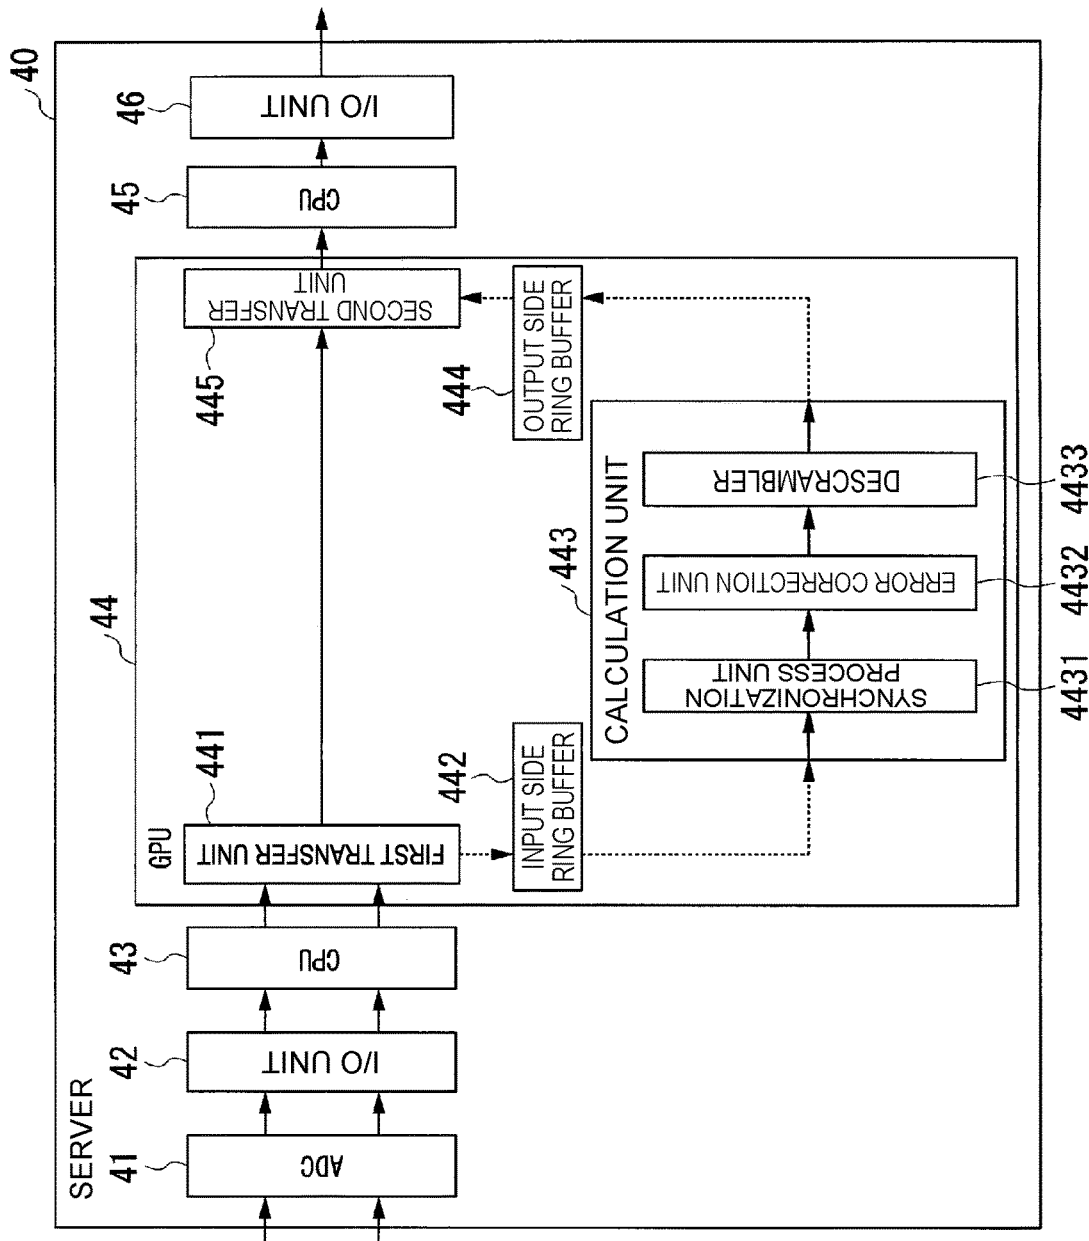 40
SERVER
41
ADC
42
I/O UNIT
43
CPU
44
GPU
441
FIRST TRANSFER UNIT
442
INPUT SIDE
RING BUFFER
443
CALCULATION UNIT
SYNCHRONIZATION
PROCESS UNIT
4431
ERROR CORRECTION UNIT
4432
DESCRAMBLER
4433
444
OUTPUT SIDE
RING BUFFER
445
SECOND TRANSFER
UNIT
45
CPU
46
I/O UNIT